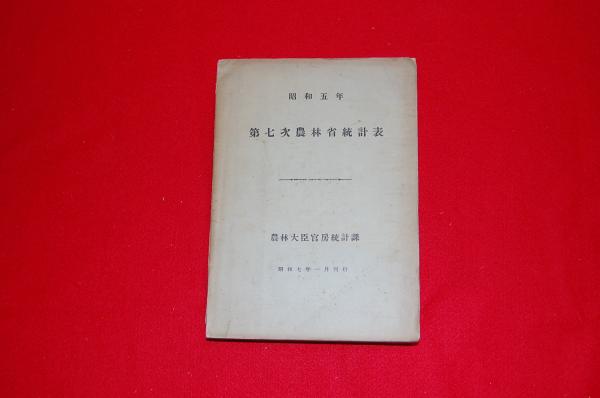 昭和五年
第七次農林省統計表
農林大臣官房統計課
昭和七年一月刊行